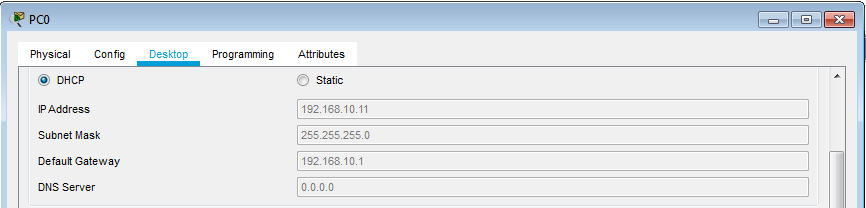 PC0
Physical Config Desktop Programming Attributes
DHCP Static
IP Address 192.168.10.11
Subnet Mask 255.255.255.0
Default Gateway 192.168.10.1
DNS Server 0.0.0.0